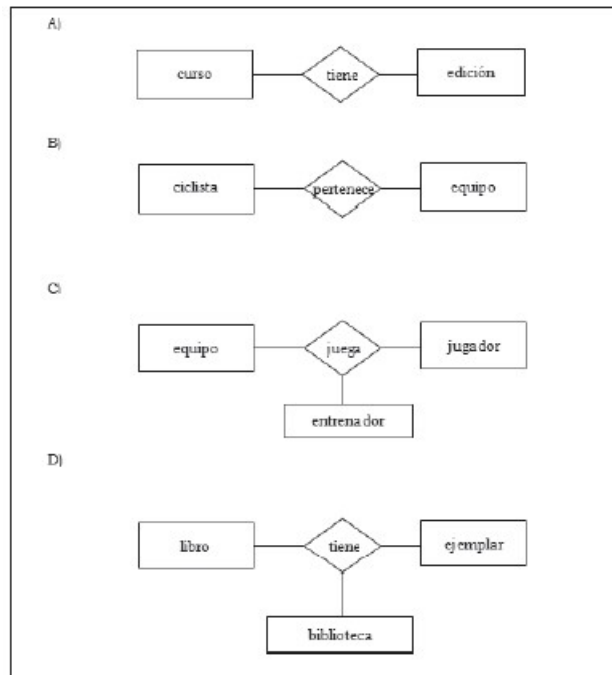 A)
curso tiene edición
B)
ciclista pertenece equipo
C)
equipo juega jugador
entrenador
D)
libro tiene ejemplar
biblioteca